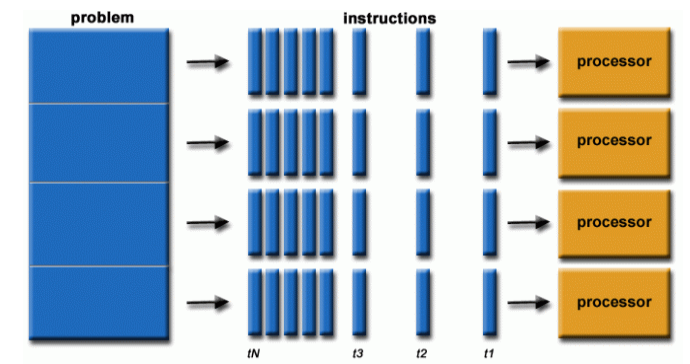 problem
instructions
processor
processor
processor
processor
tN t3 t2 t1